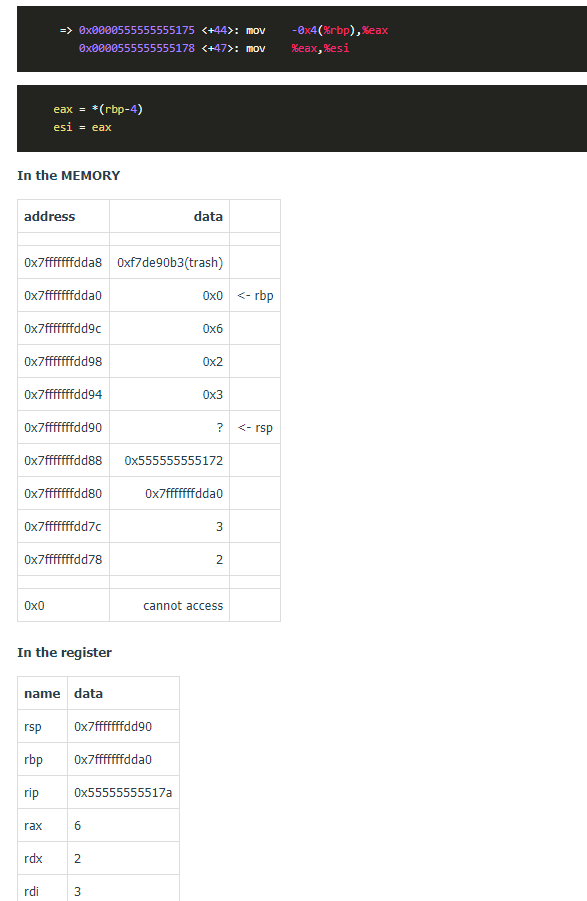 => 0x0000555555555175 <+44>: mov -0x4(%rbp),%eax
0x0000555555555178 <+47>: mov %eax,%esi
eax = *(rbp-4)
esi = eax
In the MEMORY
address data
0x7fffffffdda8 0xf7de90b3(trash)
0x7fffffffdda0 0x0 <- rbp
0x7fffffffdd9c 0x6
0x7fffffffdd98 0x2
0x7fffffffdd94 0x3
0x7fffffffdd90 ? <- rsp
0x7fffffffdd88 0x555555555172
0x7fffffffdd80 0x7fffffffdda0
0x7fffffffdd7c 3
0x7fffffffdd78 2
0x0 cannot access
In the register
name data
rsp 0x7fffffffdd90
rbp 0x7fffffffdda0
rip 0x55555555517a
rax 6
rdx 2
rdi 3